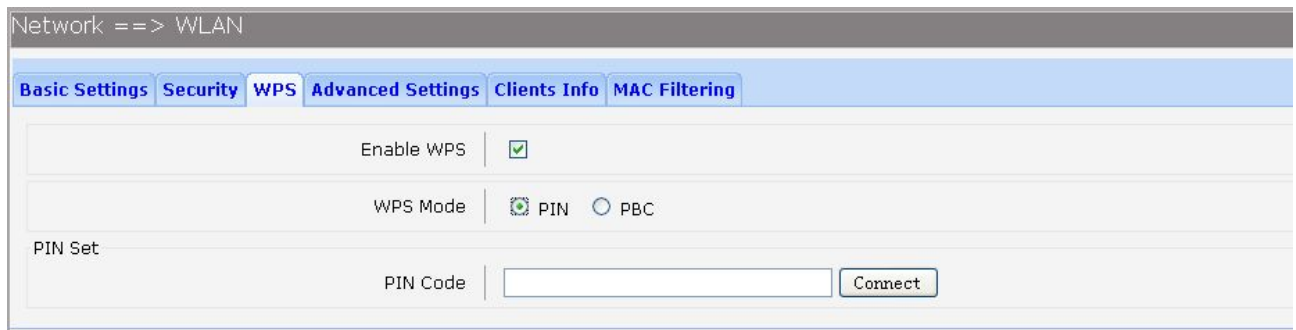 Network ==> WLAN
Basic Settings Security WPS Advanced Settings Clients Info MAC Filtering
Enable WPS
WPS Mode PIN PBC
PIN Set
PIN Code Connect